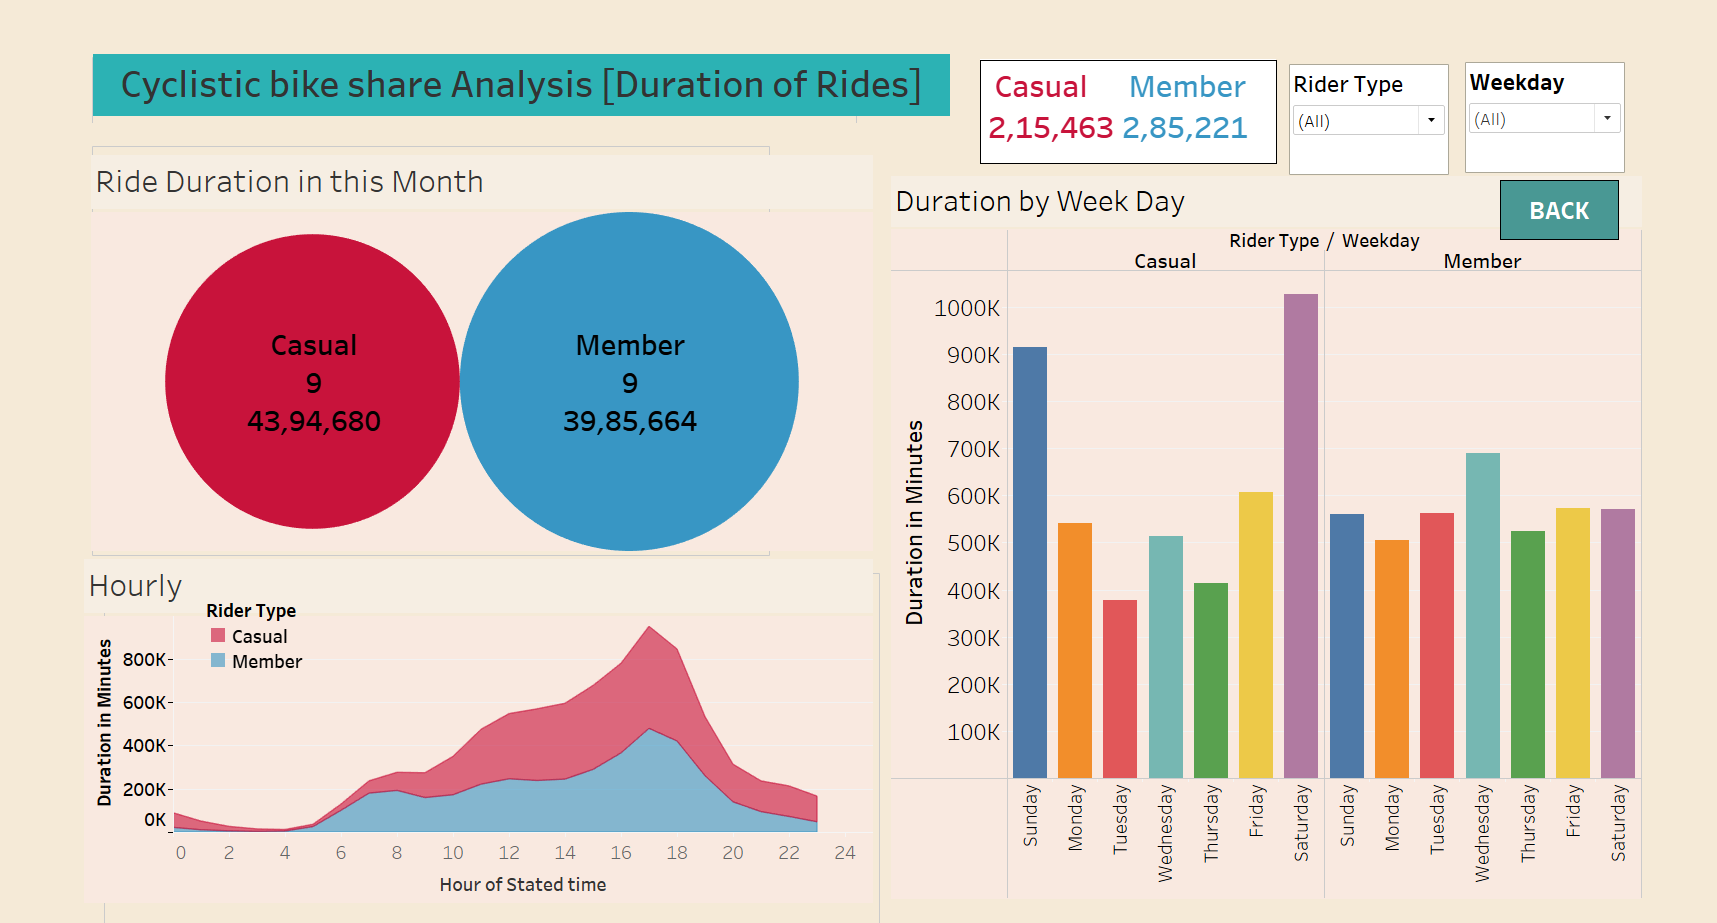 Cyclistic bike share Analysis [Duration of Rides]
Casual Member
2,15,463 2,85,221
Rider Type
(All)
Weekday
(All)
Ride Duration in this Month
Casual
9
43,94,680
Member
9
39,85,664
Hourly
Rider Type
Casual
Member
Duration in Minutes
800K
600K
400K
200K
0K
0 2 4 6 8 10 12 14 16 18 20 22 24
Hour of Stated time
Duration by Week Day
BACK
Rider Type / Weekday
Casual Member
Duration in Minutes
1000K
900K
800K
700K
600K
500K
400K
300K
200K
100K
Sunday Monday Tuesday Wednesday Thursday Friday Saturday Sunday Monday Tuesday Wednesday Thursday Friday Saturday